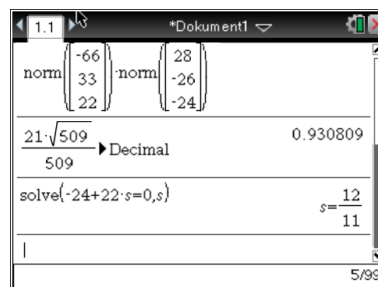 1.1 *Dokument1
norm([-66 33 22])·norm([28 -26 -24])
21·√509/509▶Decimal 0.930809
solve(-24+22·s=0,s) s=12/11
5/99